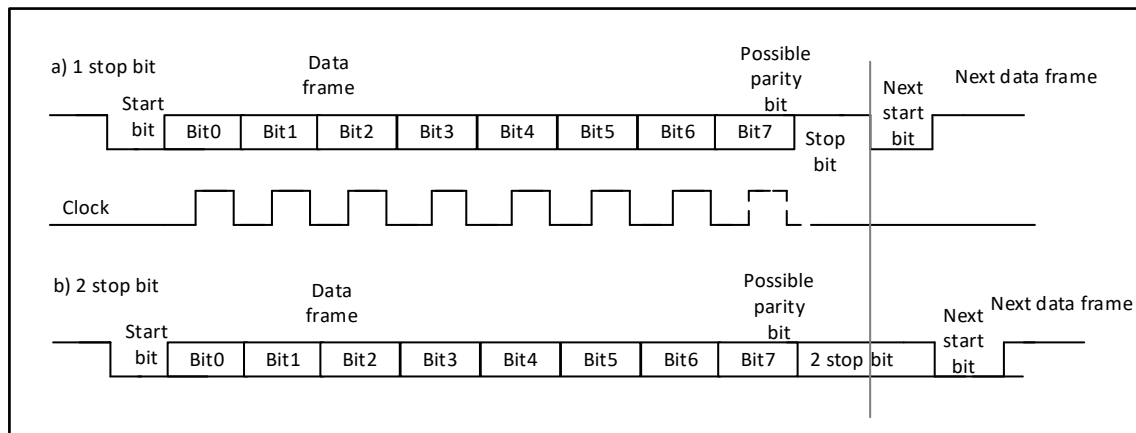 a) 1 stop bit
Data
frame
Possible
parity
bit
Next data frame
Start
bit
Bit0
Bit1
Bit2
Bit3
Bit4
Bit5
Bit6
Bit7
Stop
bit
Next
start
bit
Clock
b) 2 stop bit
Data
frame
Possible
parity
bit
Next data frame
Start
bit
Bit0
Bit1
Bit2
Bit3
Bit4
Bit5
Bit6
Bit7
2 stop bit
Next
start
bit